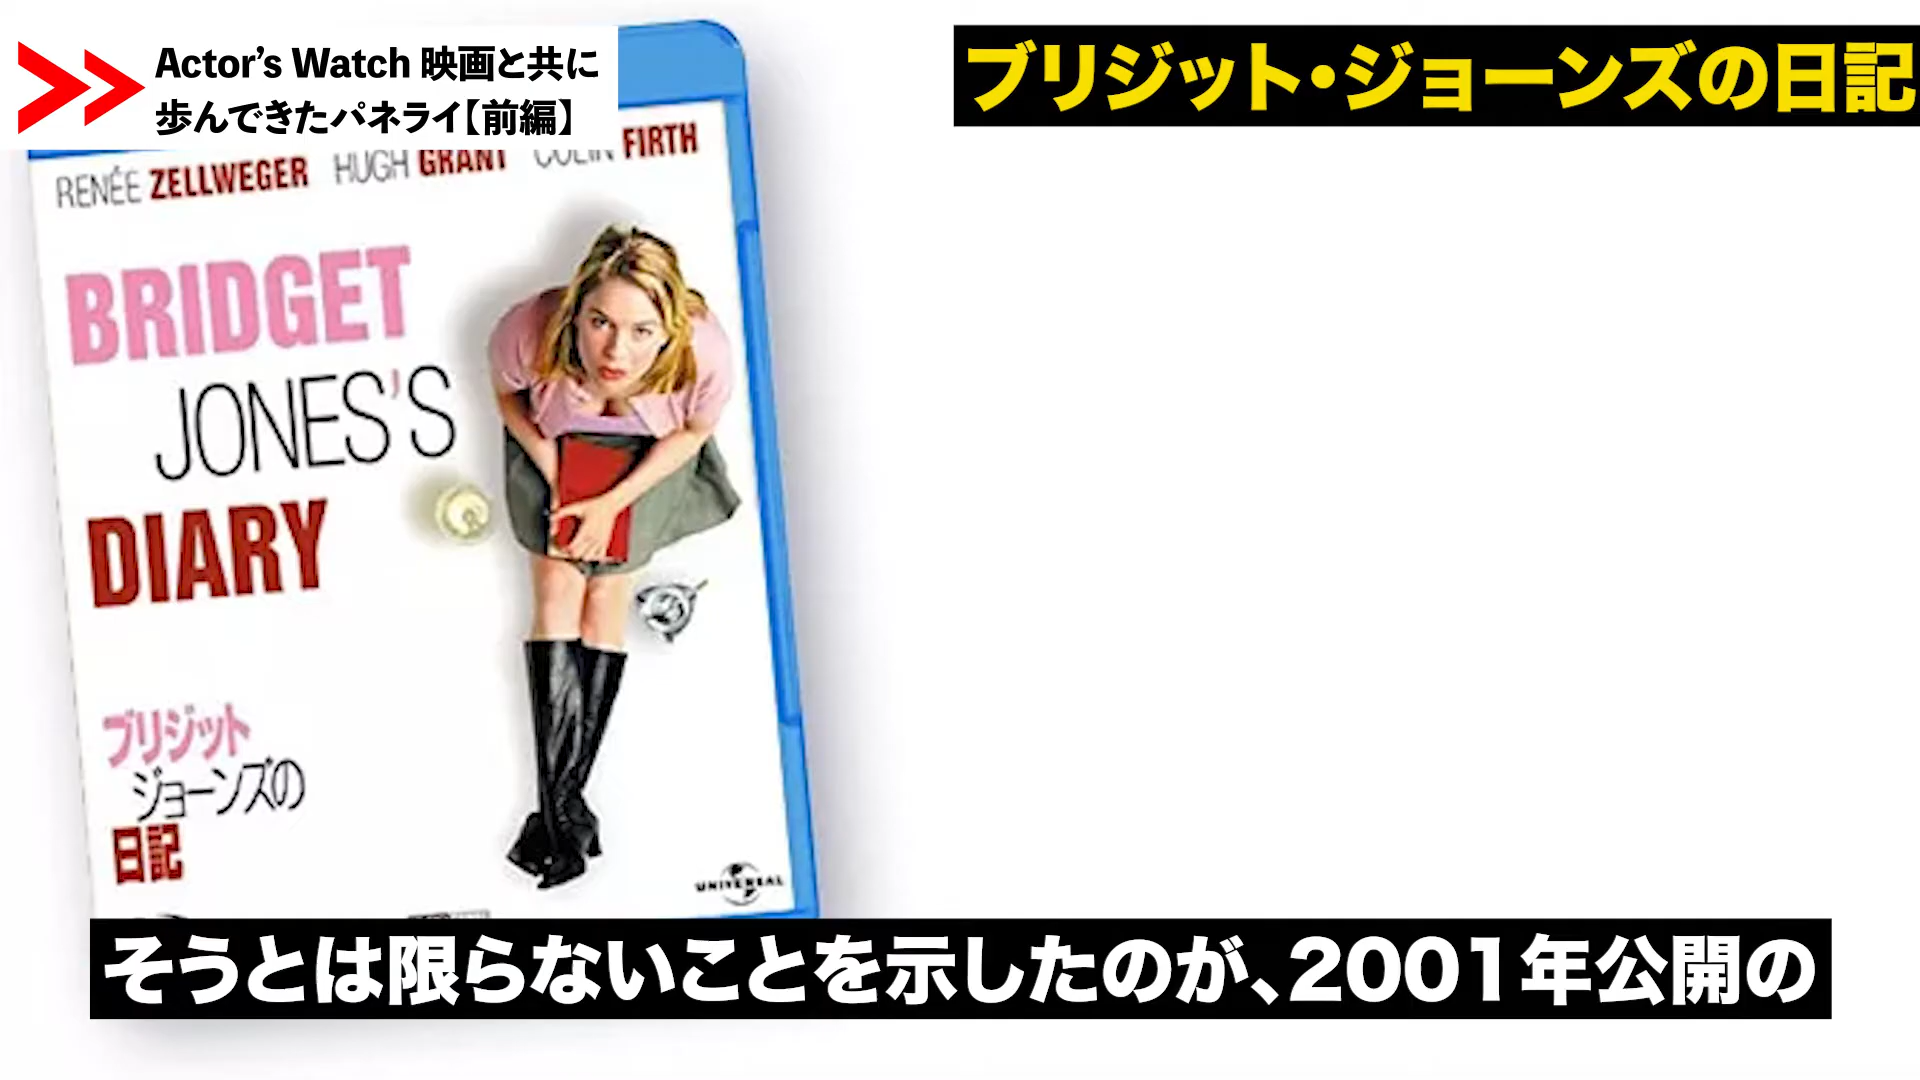 Actor's Watch 映画と共に
歩んできたパネライ【前編】
ブリジット・ジョーンズの日記
RENÉE ZELLWEGER HUGH GRANT COLIN FIRTH
BRIDGET
JONES'S
DIARY
ブリジット
ジョーンズの
日記
UNIVERSAL
そうとは限らないことを示したのが、2001年公開の